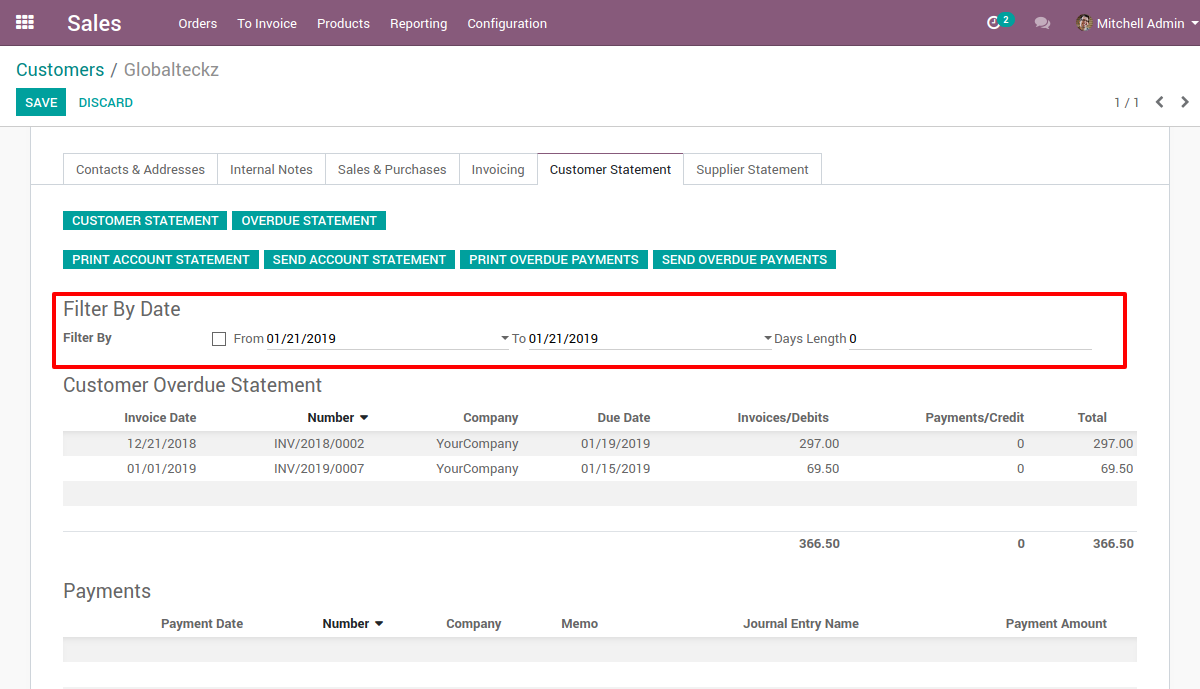 Sales Orders To Invoice Products Reporting Configuration 2 Mitchell Admin
Customers / Globalteckz
SAVE DISCARD 1 / 1
Contacts & Addresses Internal Notes Sales & Purchases Invoicing Customer Statement Supplier Statement
CUSTOMER STATEMENT OVERDUE STATEMENT
PRINT ACCOUNT STATEMENT SEND ACCOUNT STATEMENT PRINT OVERDUE PAYMENTS SEND OVERDUE PAYMENTS
Filter By Date
Filter By From 01/21/2019 To 01/21/2019 Days Length 0
Customer Overdue Statement
Invoice Date Number Company Due Date Invoices/Debits Payments/Credit Total
12/21/2018 INV/2018/0002 YourCompany 01/19/2019 297.00 0 297.00
01/01/2019 INV/2019/0007 YourCompany 01/15/2019 69.50 0 69.50
366.50 0 366.50
Payments
Payment Date Number Company Memo Journal Entry Name Payment Amount